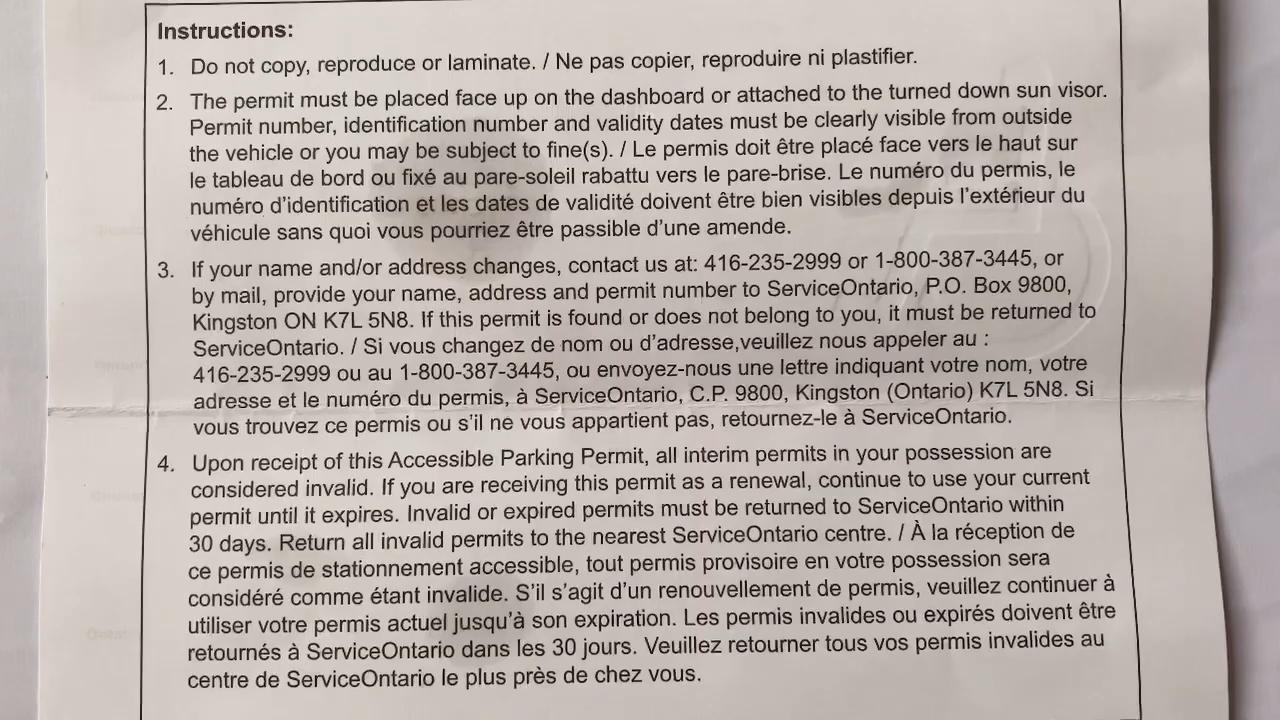 Instructions:
1. Do not copy, reproduce or laminate. / Ne pas copier, reproduire ni plastifier.
2. The permit must be placed face up on the dashboard or attached to the turned down sun visor.
Permit number, identification number and validity dates must be clearly visible from outside
the vehicle or you may be subject to fine(s). / Le permis doit être placé face vers le haut sur
le tableau de bord ou fixé au pare-soleil rabattu vers le pare-brise. Le numéro du permis, le
numéro d'identification et les dates de validité doivent être bien visibles depuis l'extérieur du
véhicule sans quoi vous pourriez être passible d'une amende.
3. If your name and/or address changes, contact us at: 416-235-2999 or 1-800-387-3445, or
by mail, provide your name, address and permit number to ServiceOntario, P.O. Box 9800,
Kingston ON K7L 5N8. If this permit is found or does not belong to you, it must be returned to
ServiceOntario. / Si vous changez de nom ou d'adresse,veuillez nous appeler au :
416-235-2999 ou au 1-800-387-3445, ou envoyez-nous une lettre indiquant votre nom, votre
adresse et le numéro du permis, à ServiceOntario, C.P. 9800, Kingston (Ontario) K7L 5N8. Si
vous trouvez ce permis ou s'il ne vous appartient pas, retournez-le à ServiceOntario.
4. Upon receipt of this Accessible Parking Permit, all interim permits in your possession are
considered invalid. If you are receiving this permit as a renewal, continue to use your current
permit until it expires. Invalid or expired permits must be returned to ServiceOntario within
30 days. Return all invalid permits to the nearest ServiceOntario centre. / À la réception de
ce permis de stationnement accessible, tout permis provisoire en votre possession sera
considéré comme étant invalide. S'il s'agit d'un renouvellement de permis, veuillez continuer à
utiliser votre permis actuel jusqu'à son expiration. Les permis invalides ou expirés doivent être
retournés à ServiceOntario dans les 30 jours. Veuillez retourner tous vos permis invalides au
centre de ServiceOntario le plus près de chez vous.